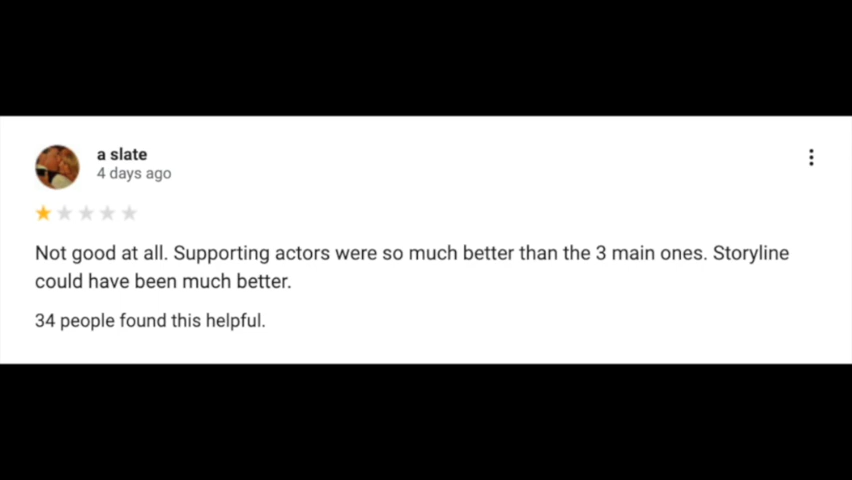 a slate
4 days ago
Not good at all. Supporting actors were so much better than the 3 main ones. Storyline
could have been much better.
34 people found this helpful.